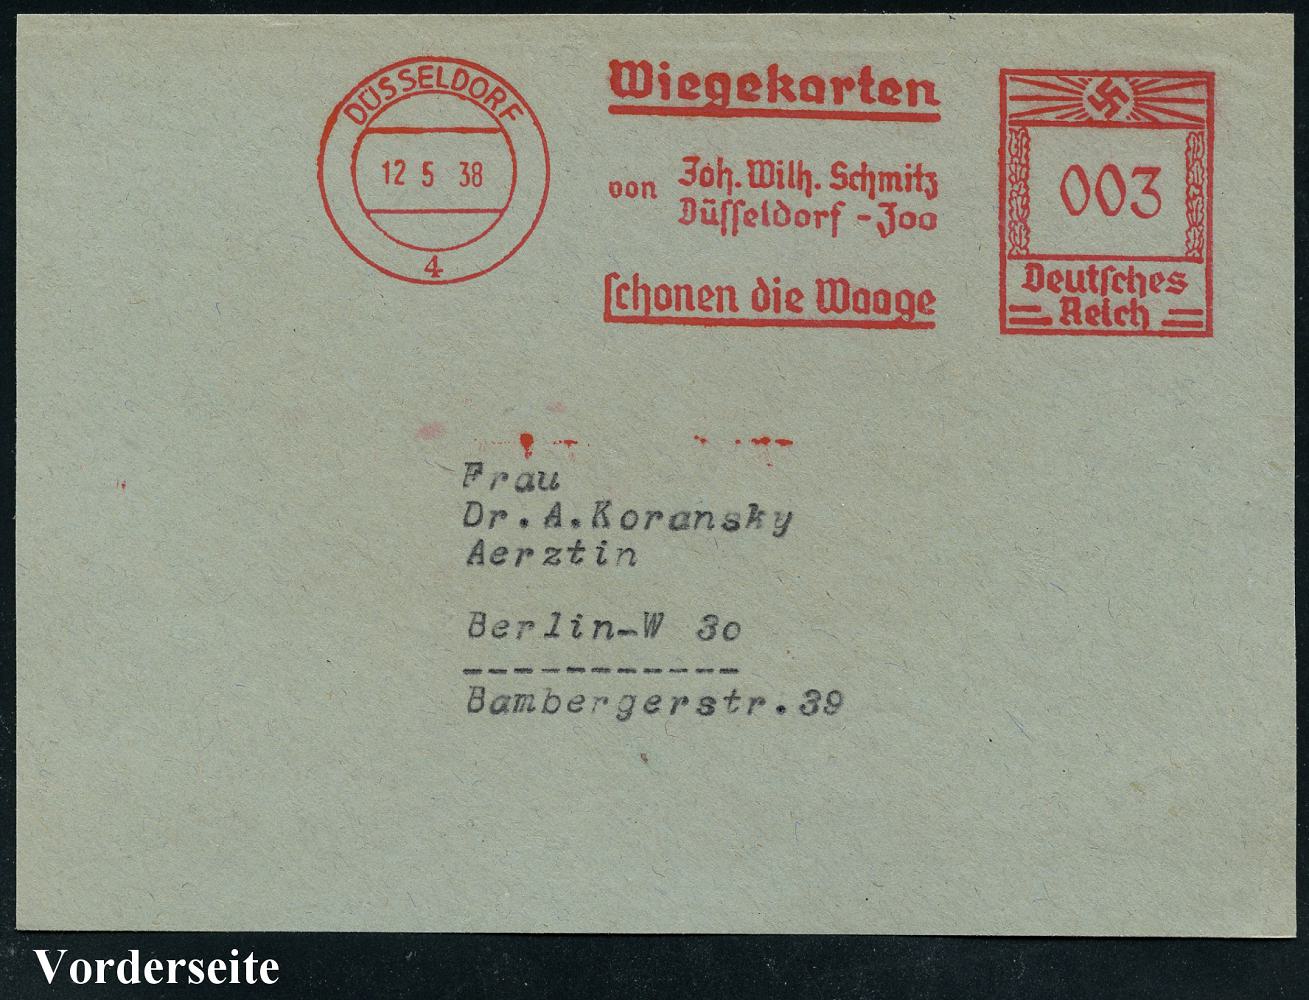 DÜSSELDORF
12 5 38
4
Wiegekarten
von Joh. Wilh. Schmitz
Düsseldorf - Zoo
schonen die Waage
003
Deutsches
Reich
Frau
Dr. A. Koransky
Aerztin
Berlin-W 30
-----------
Bambergerstr. 39
Vorderseite